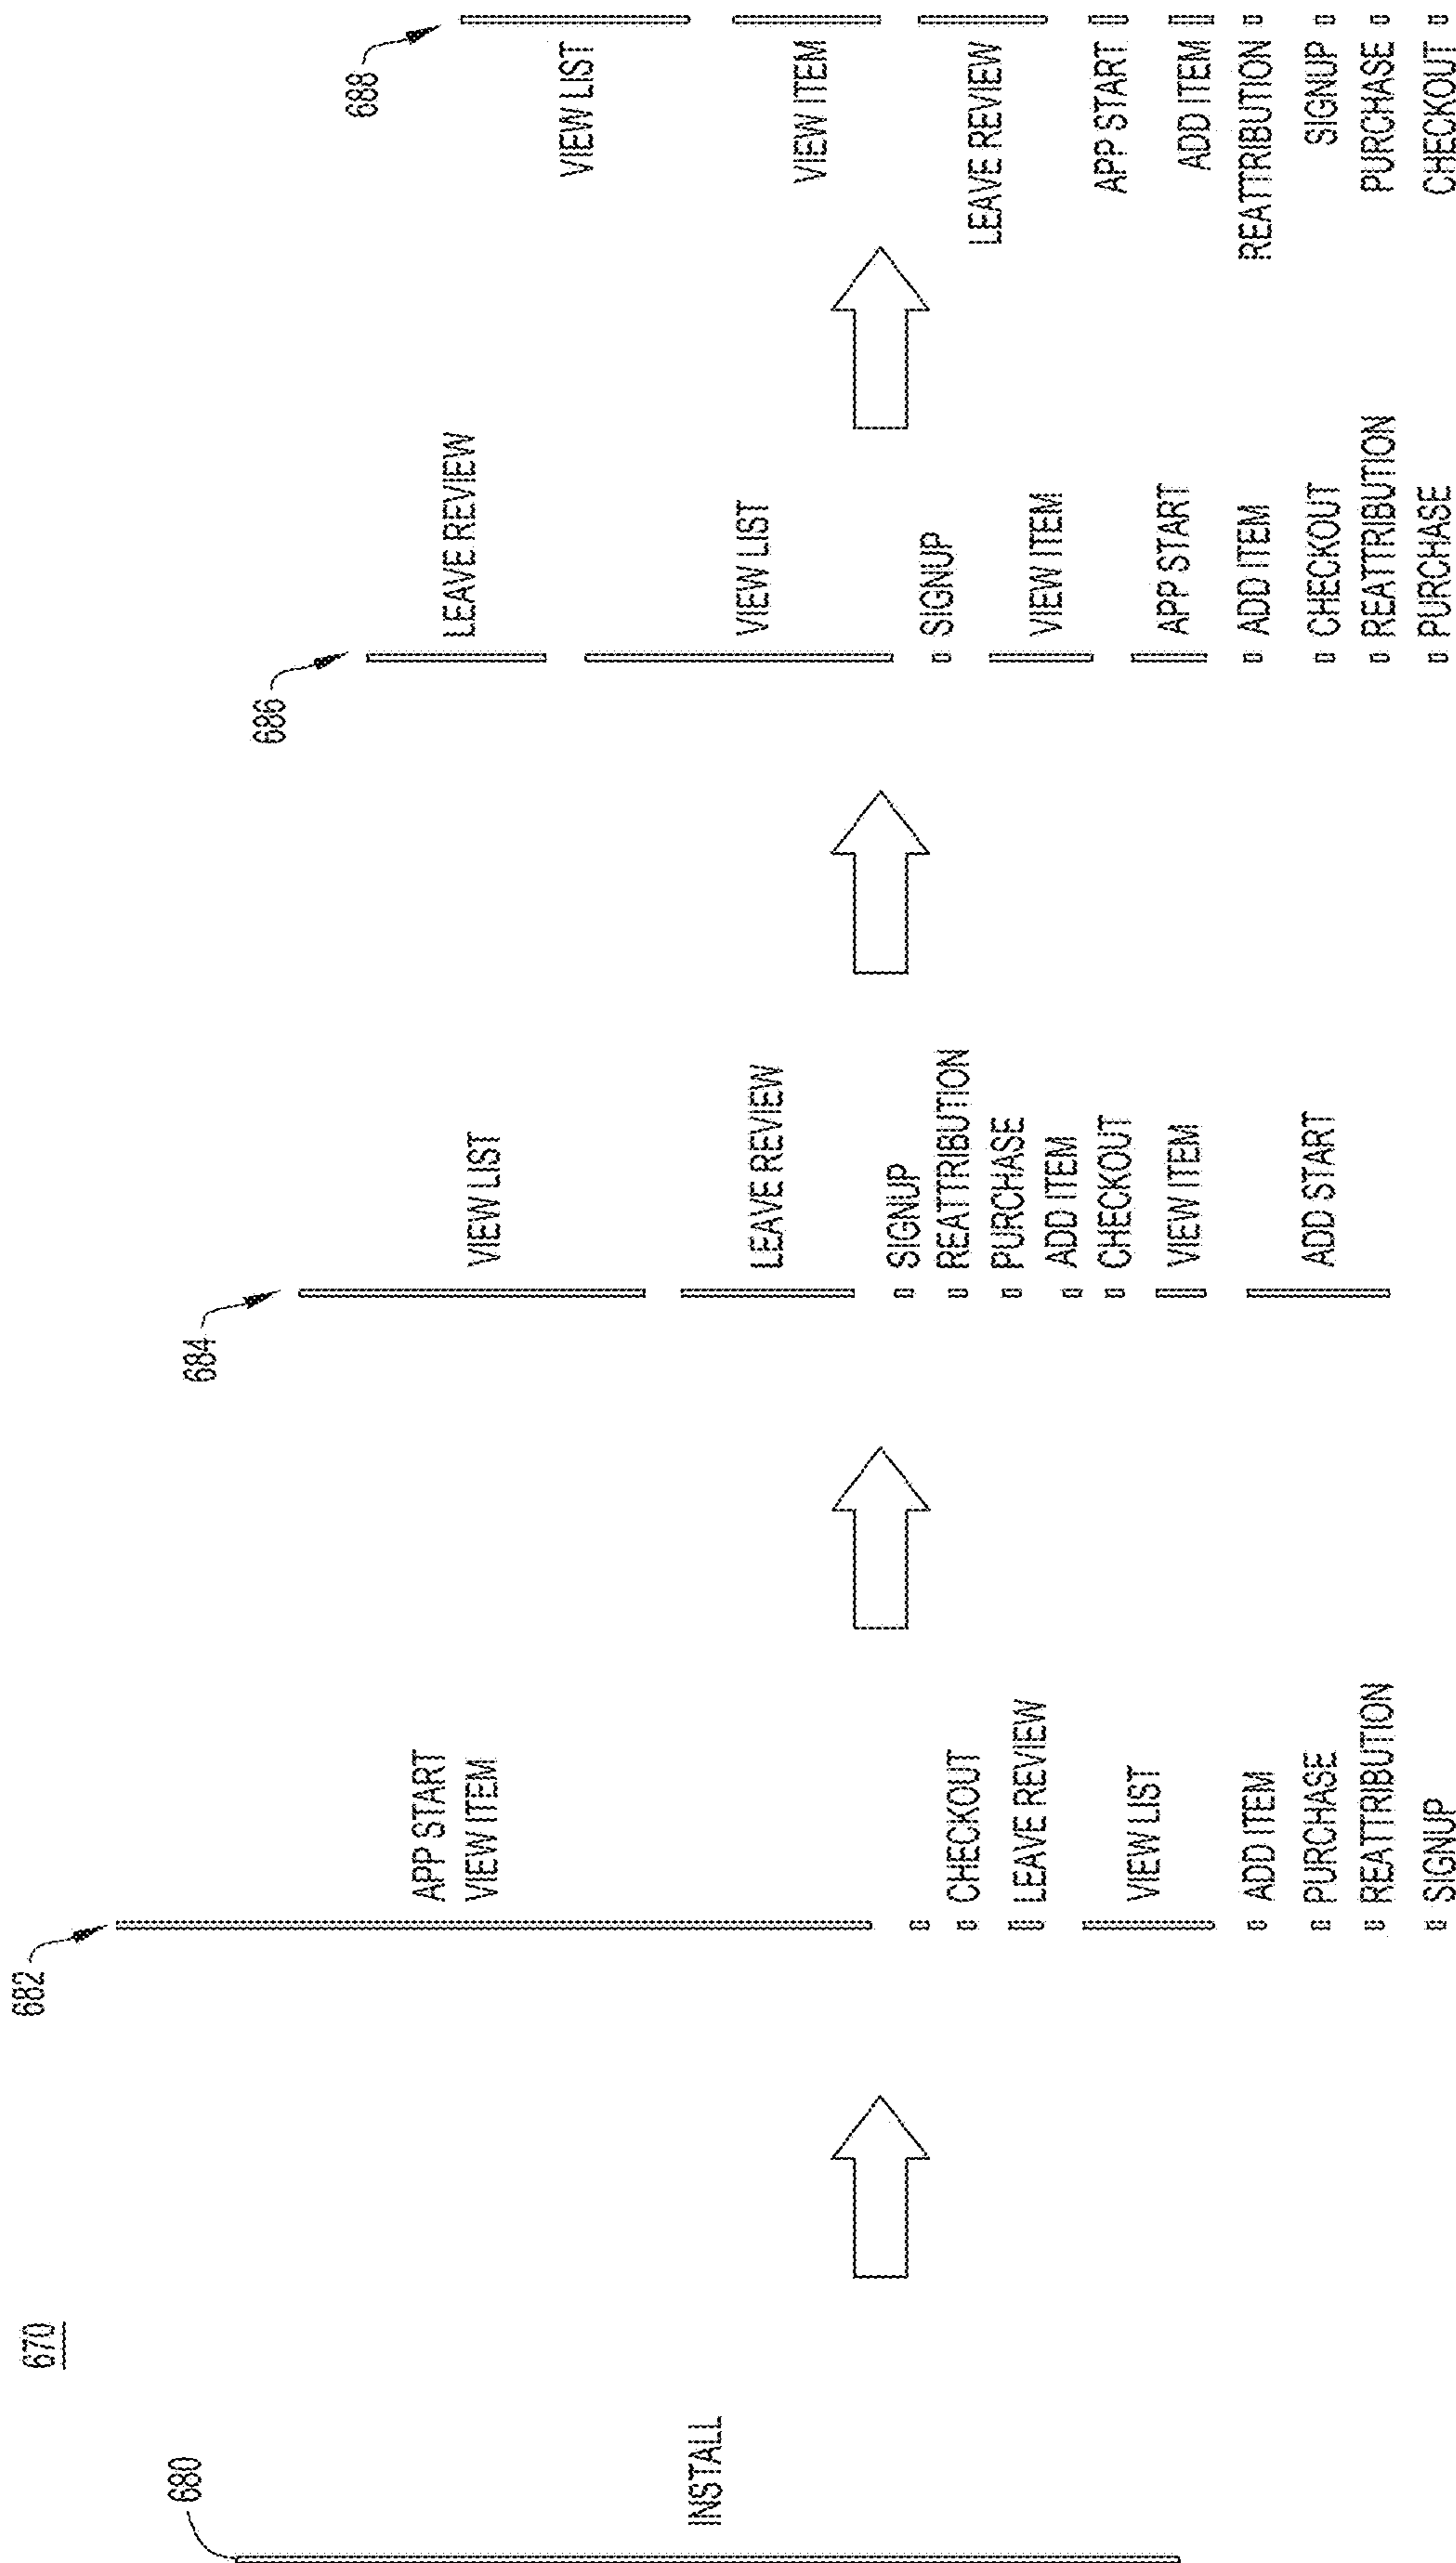 670
680
INSTALL
682
APP START
VIEW ITEM
CHECKOUT
LEAVE REVIEW
VIEW LIST
ADD ITEM
PURCHASE
REATTRIBUTION
SIGNUP
684
VIEW LIST
LEAVE REVIEW
SIGNUP
REATTRIBUTION
PURCHASE
ADD ITEM
CHECKOUT
VIEW ITEM
ADD START
686
LEAVE REVIEW
VIEW LIST
SIGNUP
VIEW ITEM
APP START
ADD ITEM
CHECKOUT
REATTRIBUTION
PURCHASE
688
VIEW LIST
VIEW ITEM
LEAVE REVIEW
APP START
ADD ITEM
REATTRIBUTION
SIGNUP
PURCHASE
CHECKOUT